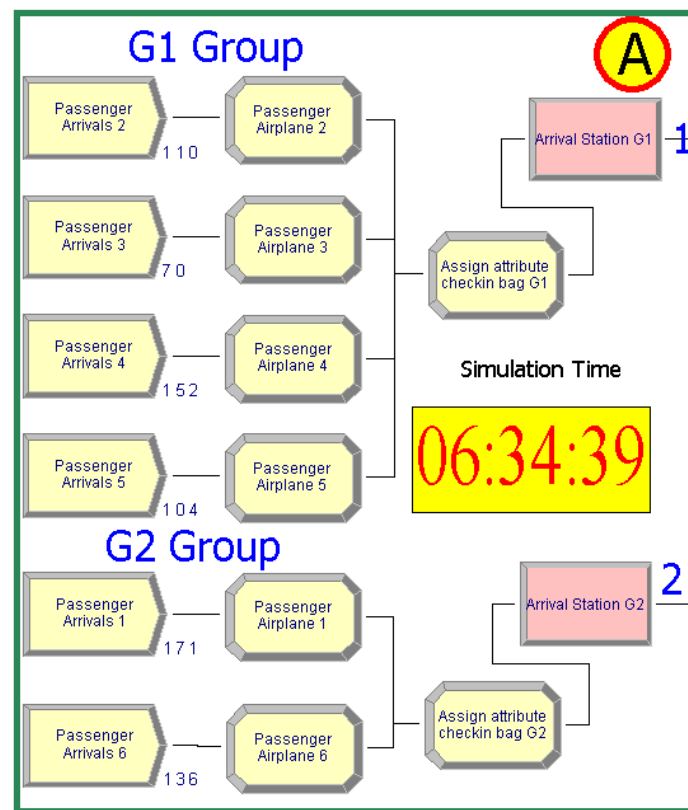 G1 Group
A
Passenger
Arrivals 2
110
Passenger
Airplane 2
Arrival Station G1
1
Passenger
Arrivals 3
70
Passenger
Airplane 3
Assign attribute
checkin bag G1
Passenger
Arrivals 4
152
Passenger
Airplane 4
Simulation Time
06:34:39
Passenger
Arrivals 5
104
Passenger
Airplane 5
G2 Group
Passenger
Arrivals 1
171
Passenger
Airplane 1
Arrival Station G2
2
Passenger
Arrivals 6
136
Passenger
Airplane 6
Assign attribute
checkin bag G2